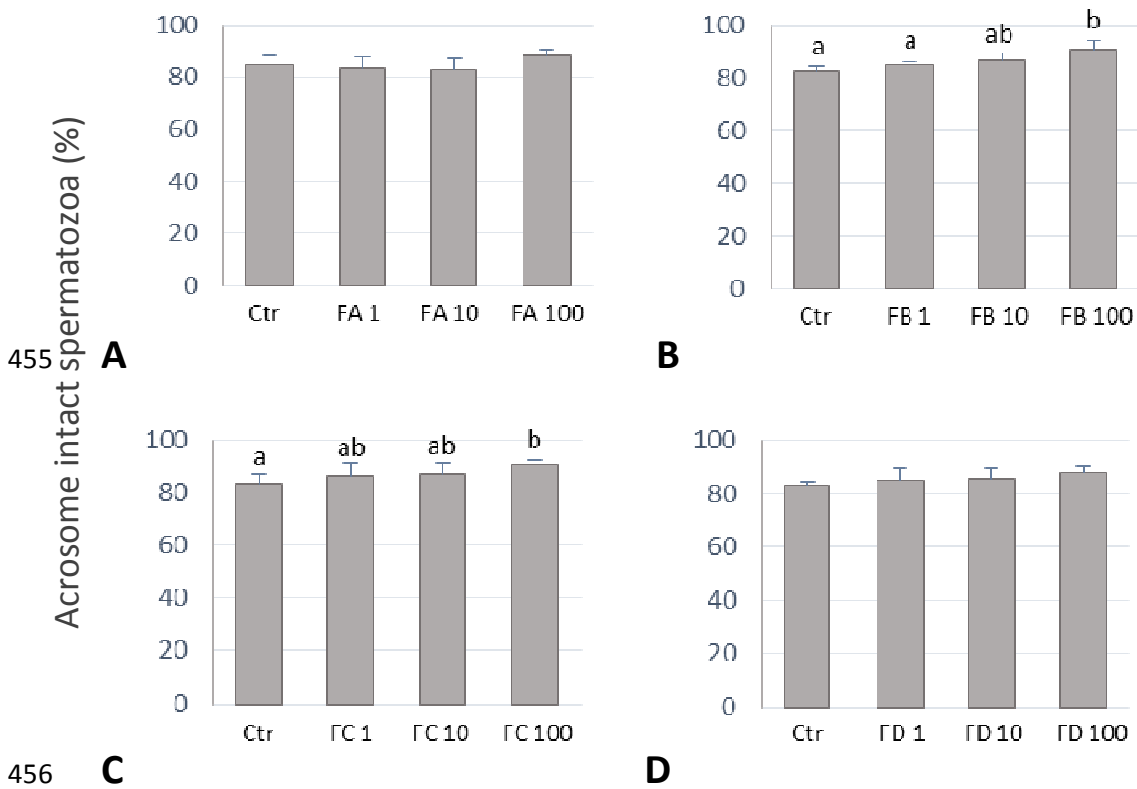 Acrosome intact spermatozoa (%)
100
80
60
40
20
0
Ctr FA 1 FA 10 FA 100
455 A
100
80
60
40
20
0
a a ab b
Ctr FB 1 FB 10 FB 100
B
100
80
60
40
20
0
a ab ab b
Ctr FC 1 FC 10 FC 100
456 C
100
80
60
40
20
0
Ctr FD 1 FD 10 FD 100
D